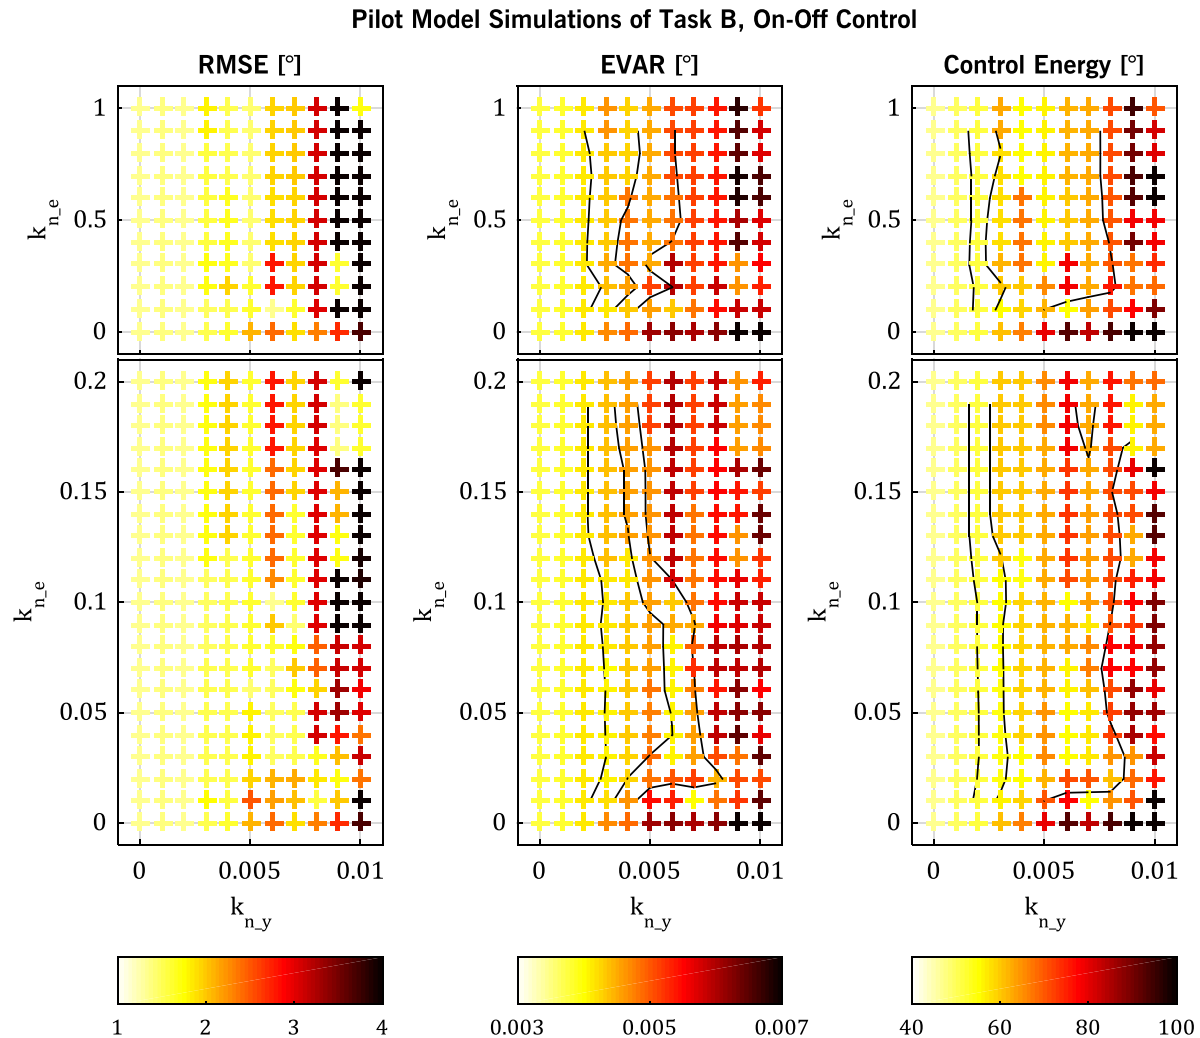 Pilot Model Simulations of Task B, On-Off Control
RMSE [°] EVAR [°] Control Energy [°]
1 1 1
k_n_e 0.5 k_n_e 0.5 k_n_e 0.5
0 0 0
0.2 0.2 0.2
0.15 0.15 0.15
k_n_e 0.1 k_n_e 0.1 k_n_e 0.1
0.05 0.05 0.05
0 0 0
0 0.005 0.01 0 0.005 0.01 0 0.005 0.01
k_n_y k_n_y k_n_y
1 2 3 4 0.003 0.005 0.007 40 60 80 100